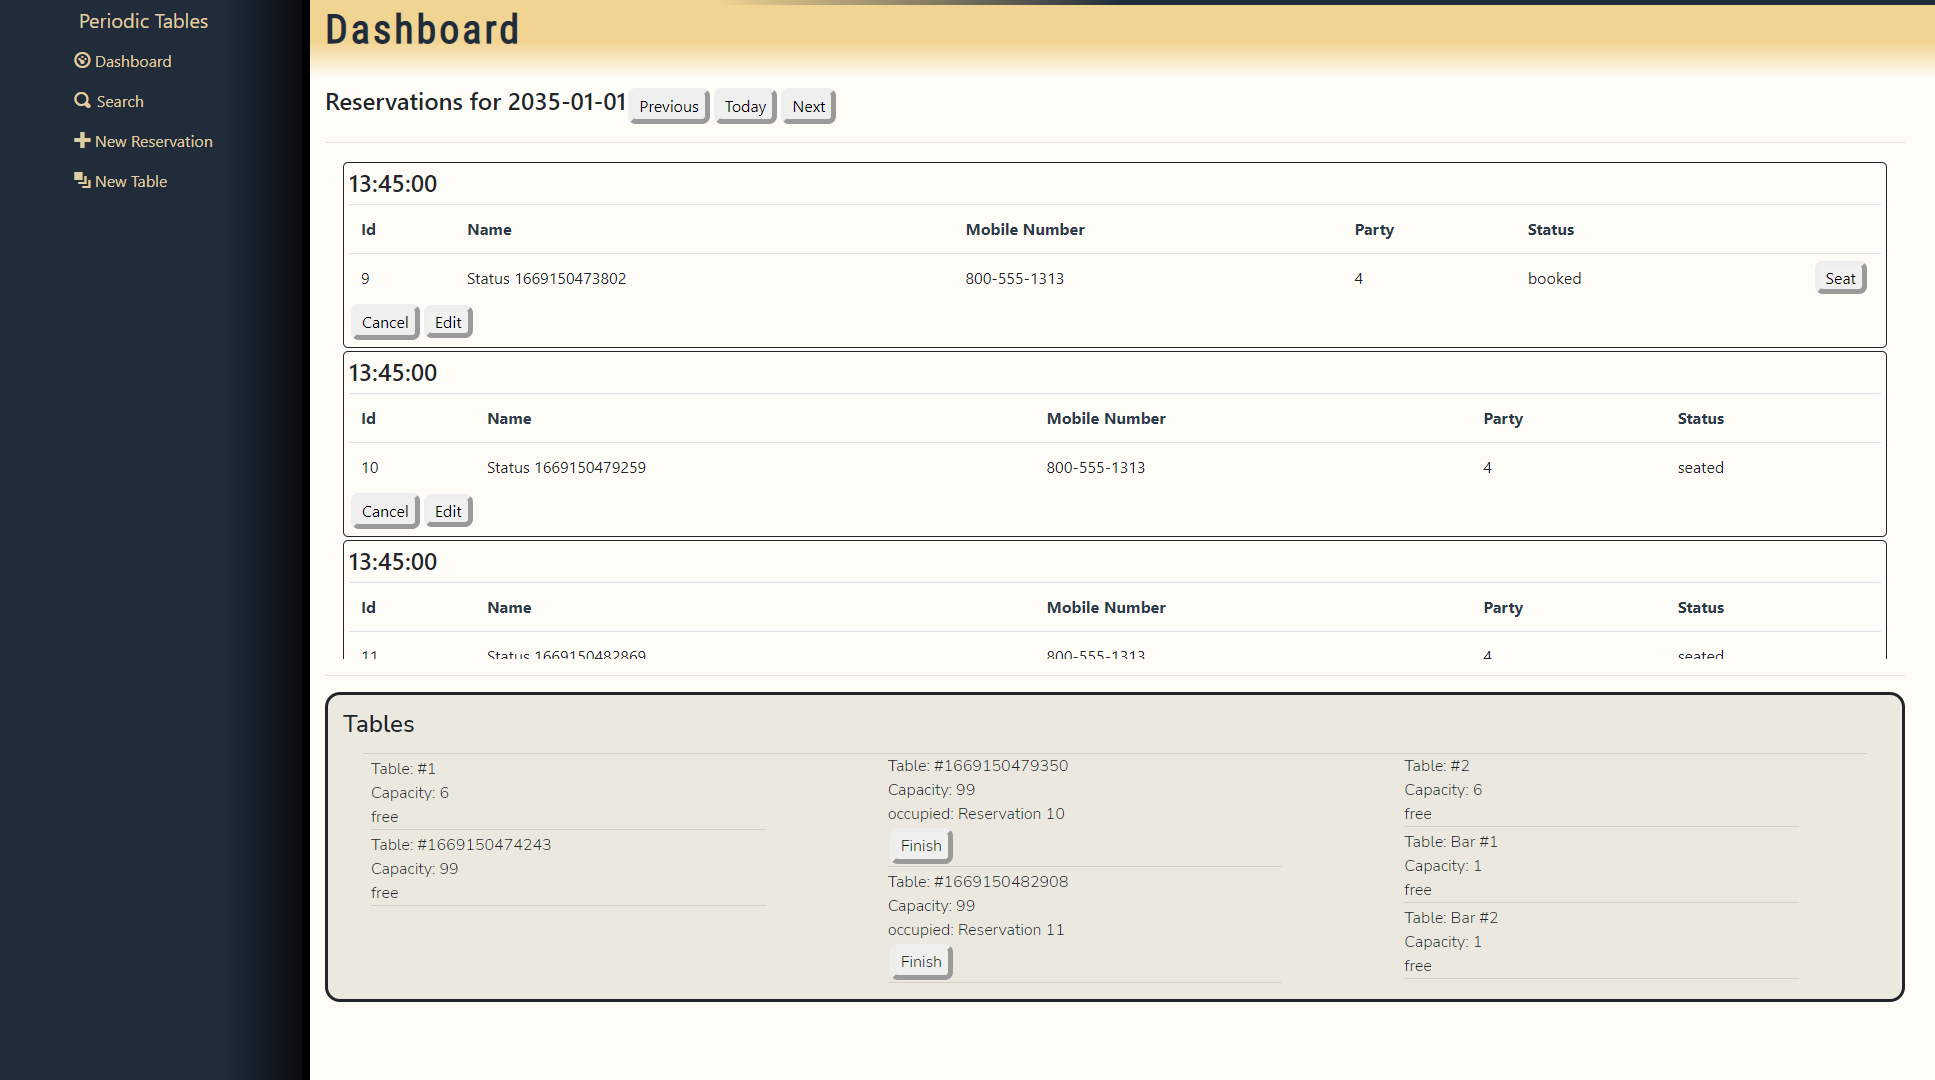 Periodic Tables
Dashboard
Search
New Reservation
New Table
Dashboard
Reservations for 2035-01-01 Previous Today Next
13:45:00
Id Name Mobile Number Party Status
9 Status 1669150473802 800-555-1313 4 booked Seat
Cancel Edit
13:45:00
Id Name Mobile Number Party Status
10 Status 1669150479259 800-555-1313 4 seated
Cancel Edit
13:45:00
Id Name Mobile Number Party Status
11 Status 1669150482869 800-555-1313 4 seated
Tables
Table: #1
Capacity: 6
free
Table: #1669150474243
Capacity: 99
free
Table: #1669150479350
Capacity: 99
occupied: Reservation 10
Finish
Table: #1669150482908
Capacity: 99
occupied: Reservation 11
Finish
Table: #2
Capacity: 6
free
Table: Bar #1
Capacity: 1
free
Table: Bar #2
Capacity: 1
free